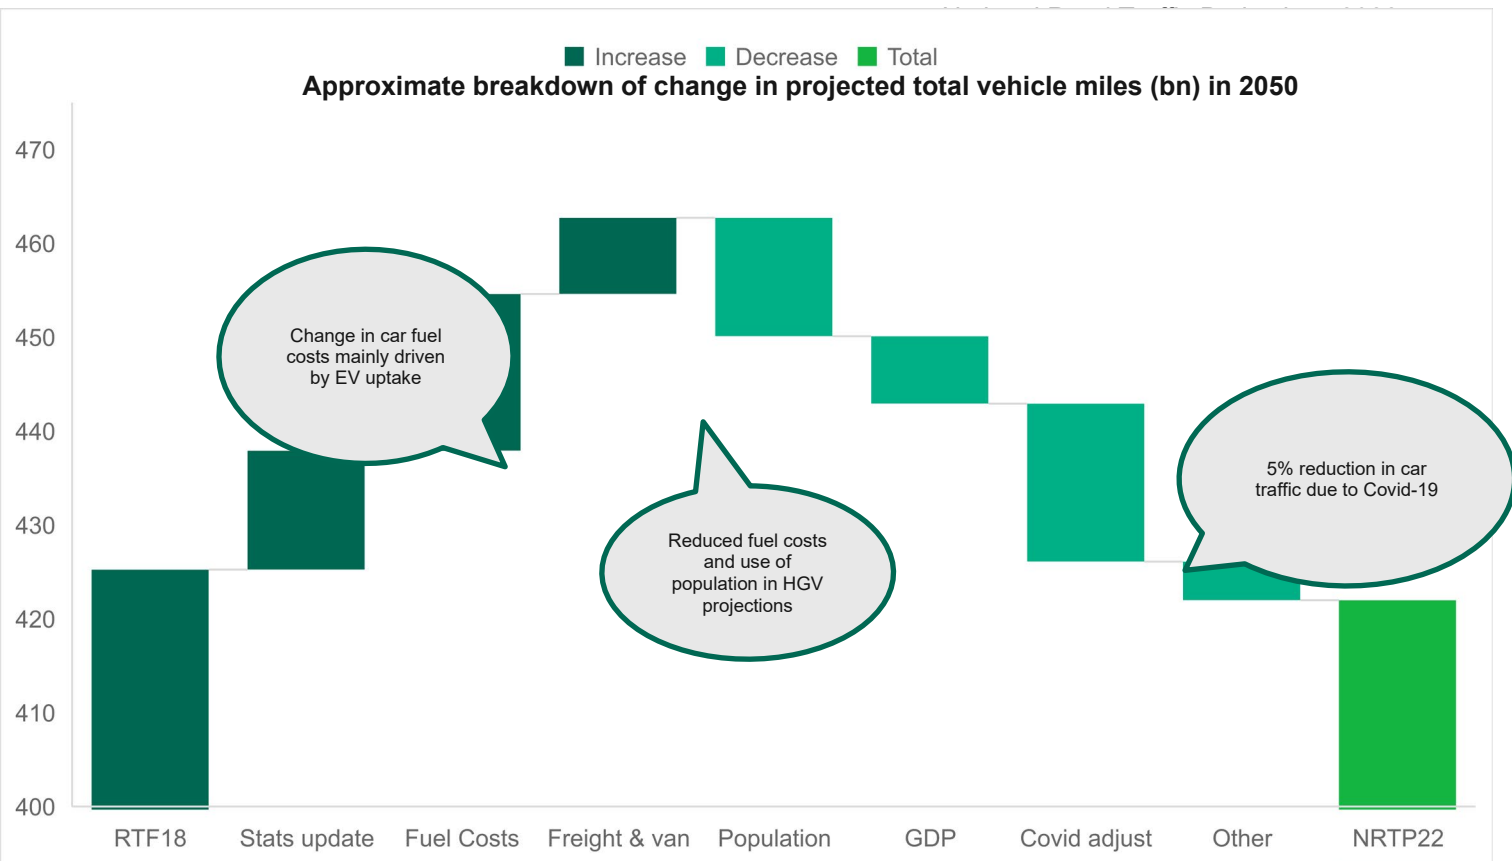 Increase Decrease Total
Approximate breakdown of change in projected total vehicle miles (bn) in 2050
470
460
450
440
430
420
410
400
Change in car fuel
costs mainly driven
by EV uptake
Reduced fuel costs
and use of
population in HGV
projections
5% reduction in car
traffic due to Covid-19
RTF18 Stats update Fuel Costs Freight & van Population GDP Covid adjust Other NRTP22